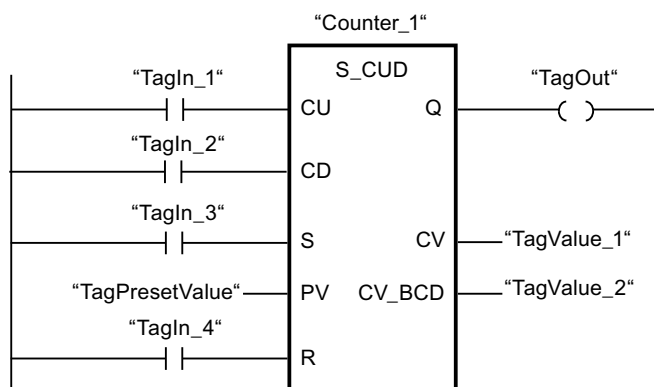 “Counter_1“
S_CUD
“TagIn_1“
CU
Q
“TagOut“
“TagIn_2“
CD
“TagIn_3“
S
CV
“TagValue_1“
“TagPresetValue“
PV
CV_BCD
“TagValue_2“
“TagIn_4“
R